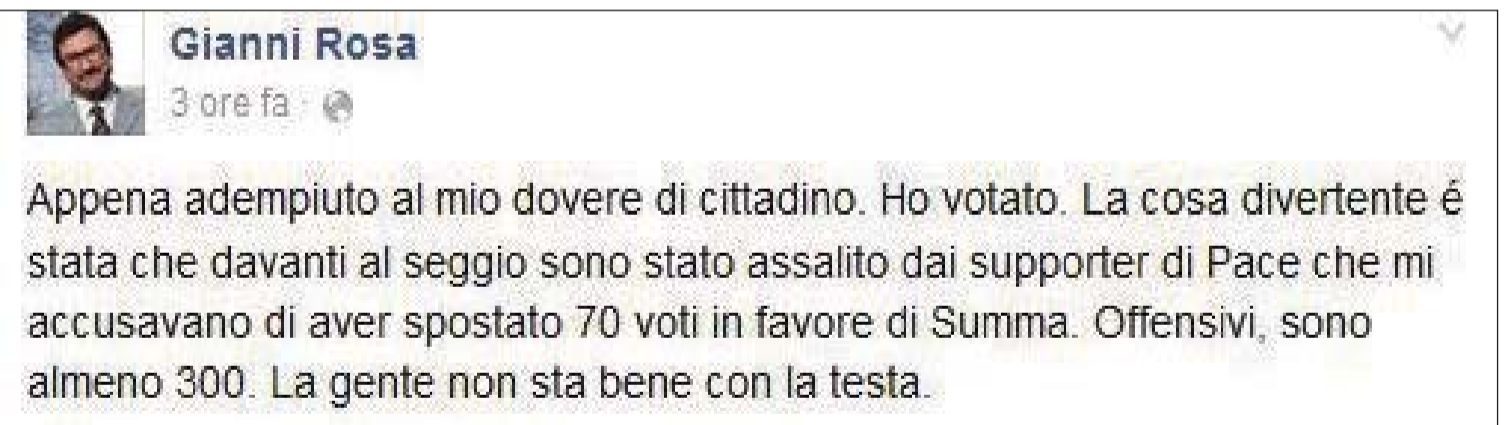 Gianni Rosa
3 ore fa ·
Appena adempiuto al mio dovere di cittadino. Ho votato. La cosa divertente é
stata che davanti al seggio sono stato assalito dai supporter di Pace che mi
accusavano di aver spostato 70 voti in favore di Summa. Offensivi, sono
almeno 300. La gente non sta bene con la testa.